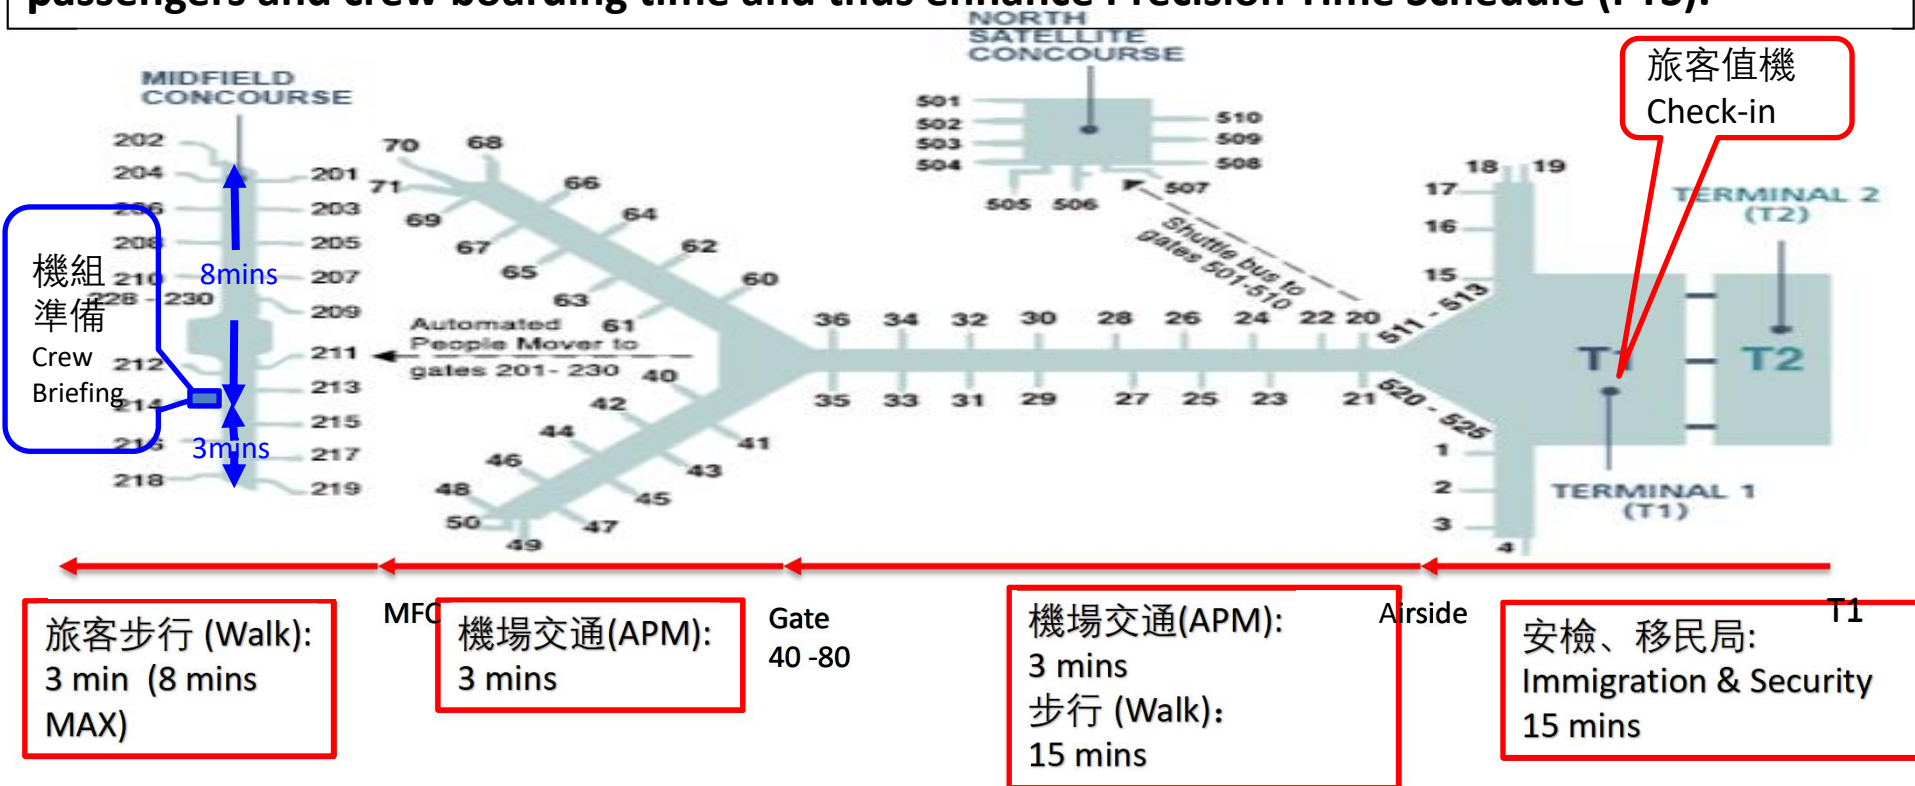 passengers and crew boarding time and thus enhance Precision Time Schedule (PTS).
NORTH
SATELLITE
CONCOURSE
MIDFIELD
CONCOURSE
旅客值機
Check-in
TERMINAL 2
(T2)
202
204
206
208
210
228 - 230
212
214
216
218
201
203
205
207
209
211
213
215
217
219
8mins
3mins
機組
準備
Crew
Briefing
70
68
71
66
69
64
67
62
65
60
63
61
Automated
People Mover to
gates 201- 230
40
42
41
44
43
46
45
48
47
50
49
501
502
503
504
505
506
507
508
509
510
Shuttle bus to
gates 501-510
36
34
32
30
28
26
24
22
20
35
33
31
29
27
25
23
21
511 - 513
520 - 525
18
19
17
16
15
1
2
3
4
T1
T2
TERMINAL 1
(T1)
旅客步行 (Walk):
3 min (8 mins
MAX)
MFC
機場交通(APM):
3 mins
Gate
40 -80
機場交通(APM):
3 mins
步行 (Walk)：
15 mins
Airside
T1
安檢、移民局:
Immigration & Security
15 mins